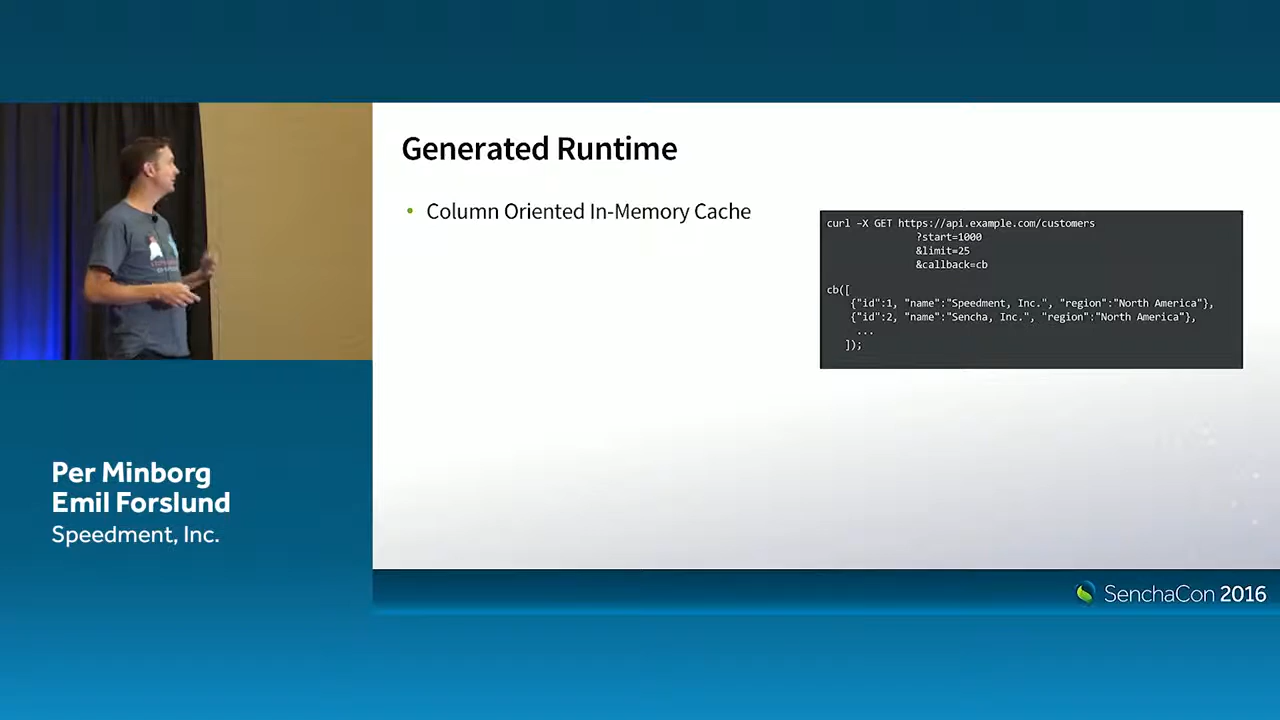 Generated Runtime
• Column Oriented In-Memory Cache
curl -X GET https://api.example.com/customers
?start=1000
&limit=25
&callback=cb
cb([
{"id":1, "name":"Speedment, Inc.", "region":"North America"},
{"id":2, "name":"Sencha, Inc.", "region":"North America"},
...
]);
Per Minborg
Emil Forslund
Speedment, Inc.
SenchaCon 2016